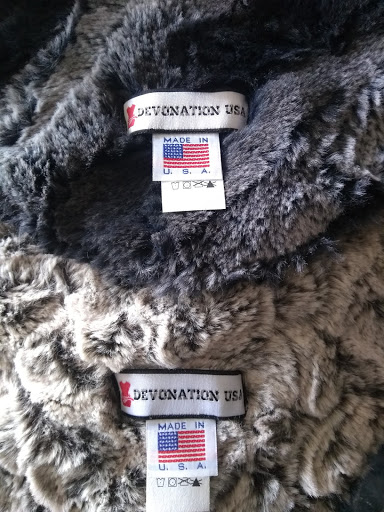 DEVONATION USA
MADE IN
U. S. A.
DEVONATION USA
MADE IN
U. S. A.